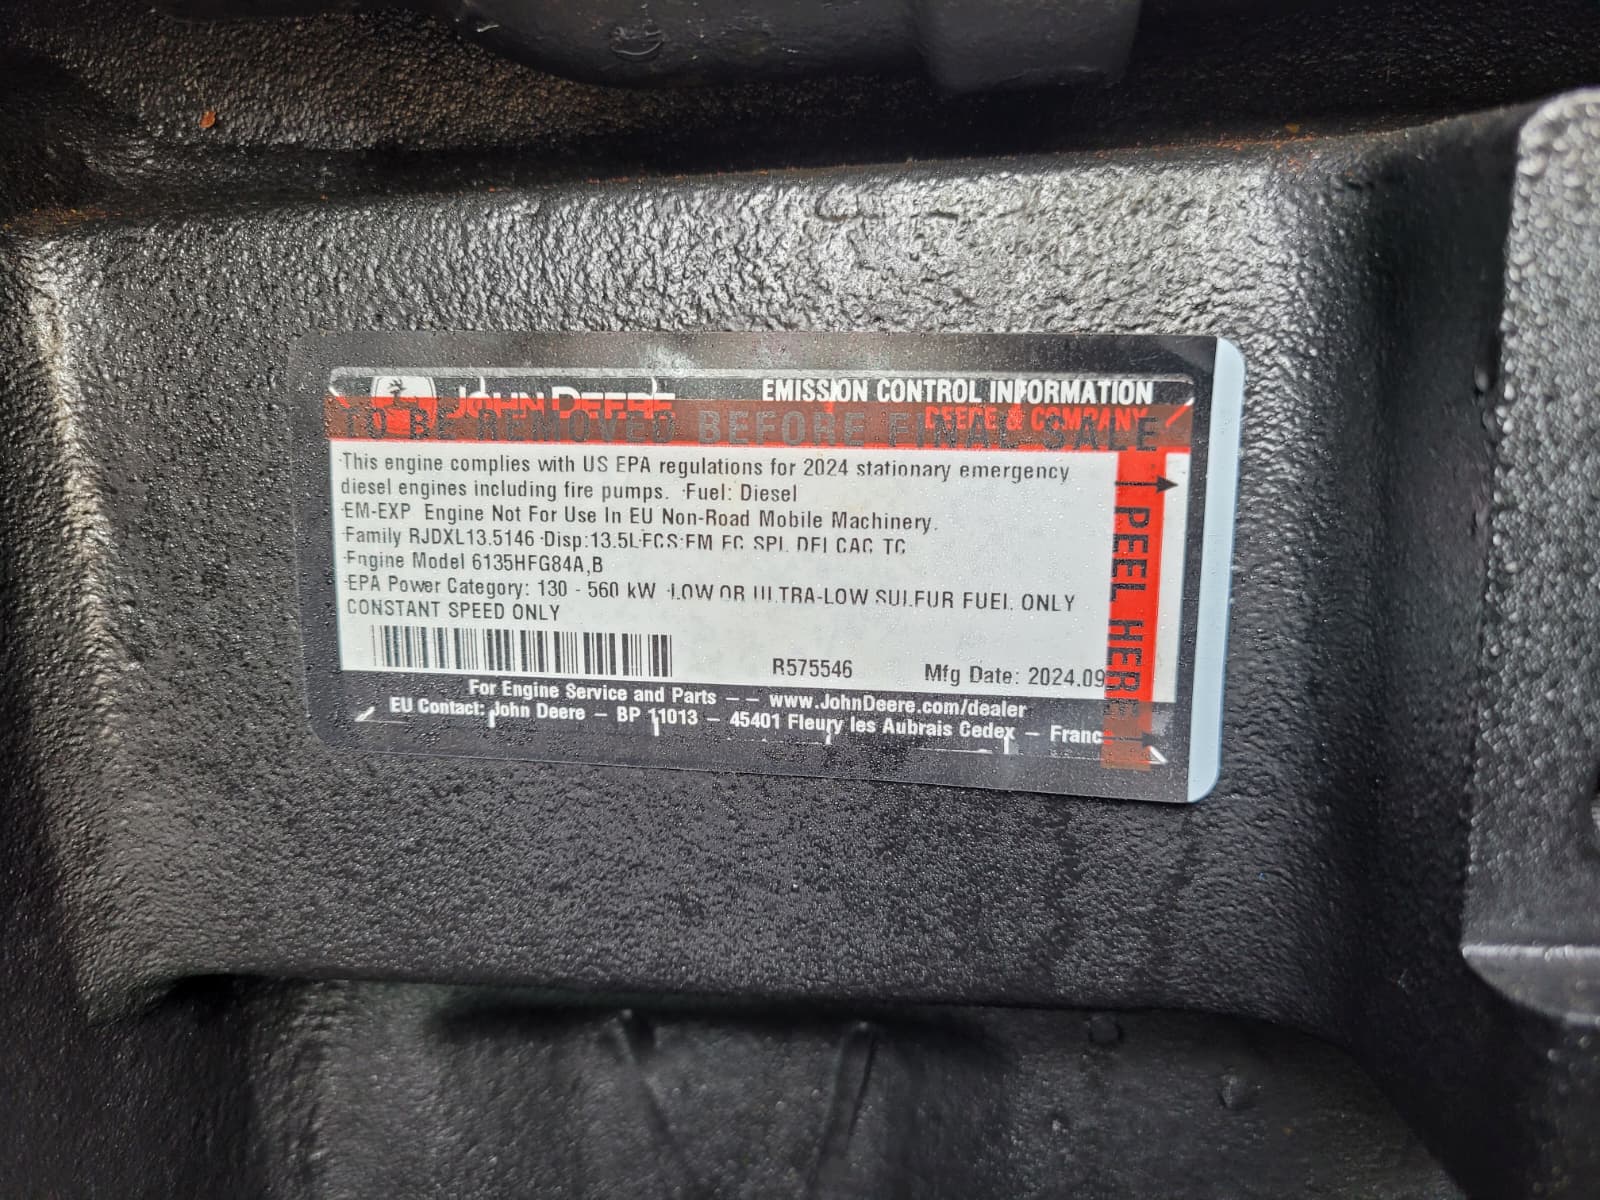 JOHN DEERE
EMISSION CONTROL INFORMATION
DEERE & COMPANY
TO BE REMOVED BEFORE FINAL SALE
This engine complies with US EPA regulations for 2024 stationary emergency
diesel engines including fire pumps. Fuel: Diesel
EM-EXP Engine Not For Use In EU Non-Road Mobile Machinery.
Family RJDXL13.5146 Disp:13.5L ECS:EM EC SPL DFI CAC TC
Engine Model 6135HFG84A,B
EPA Power Category: 130 - 560 kW LOW OR ULTRA-LOW SULFUR FUEL ONLY
CONSTANT SPEED ONLY
R575546 Mfg Date: 2024.09
For Engine Service and Parts -- www.JohnDeere.com/dealer
EU Contact: John Deere – BP 11013 – 45401 Fleury les Aubrais Cedex – Franc
PEEL HERE